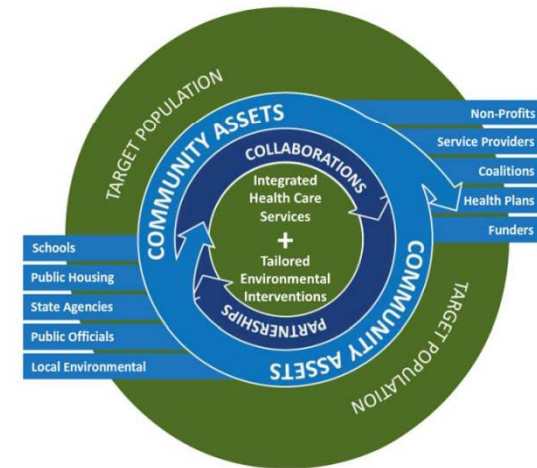 TARGET POPULATION
COMMUNITY ASSETS
COLLABORATIONS
Integrated
Health Care
Services
+
Tailored
Environmental
Interventions
PARTNERSHIPS
COMMUNITY ASSETS
TARGET POPULATION
Non-Profits
Service Providers
Coalitions
Health Plans
Funders
Schools
Public Housing
State Agencies
Public Officials
Local Environmental